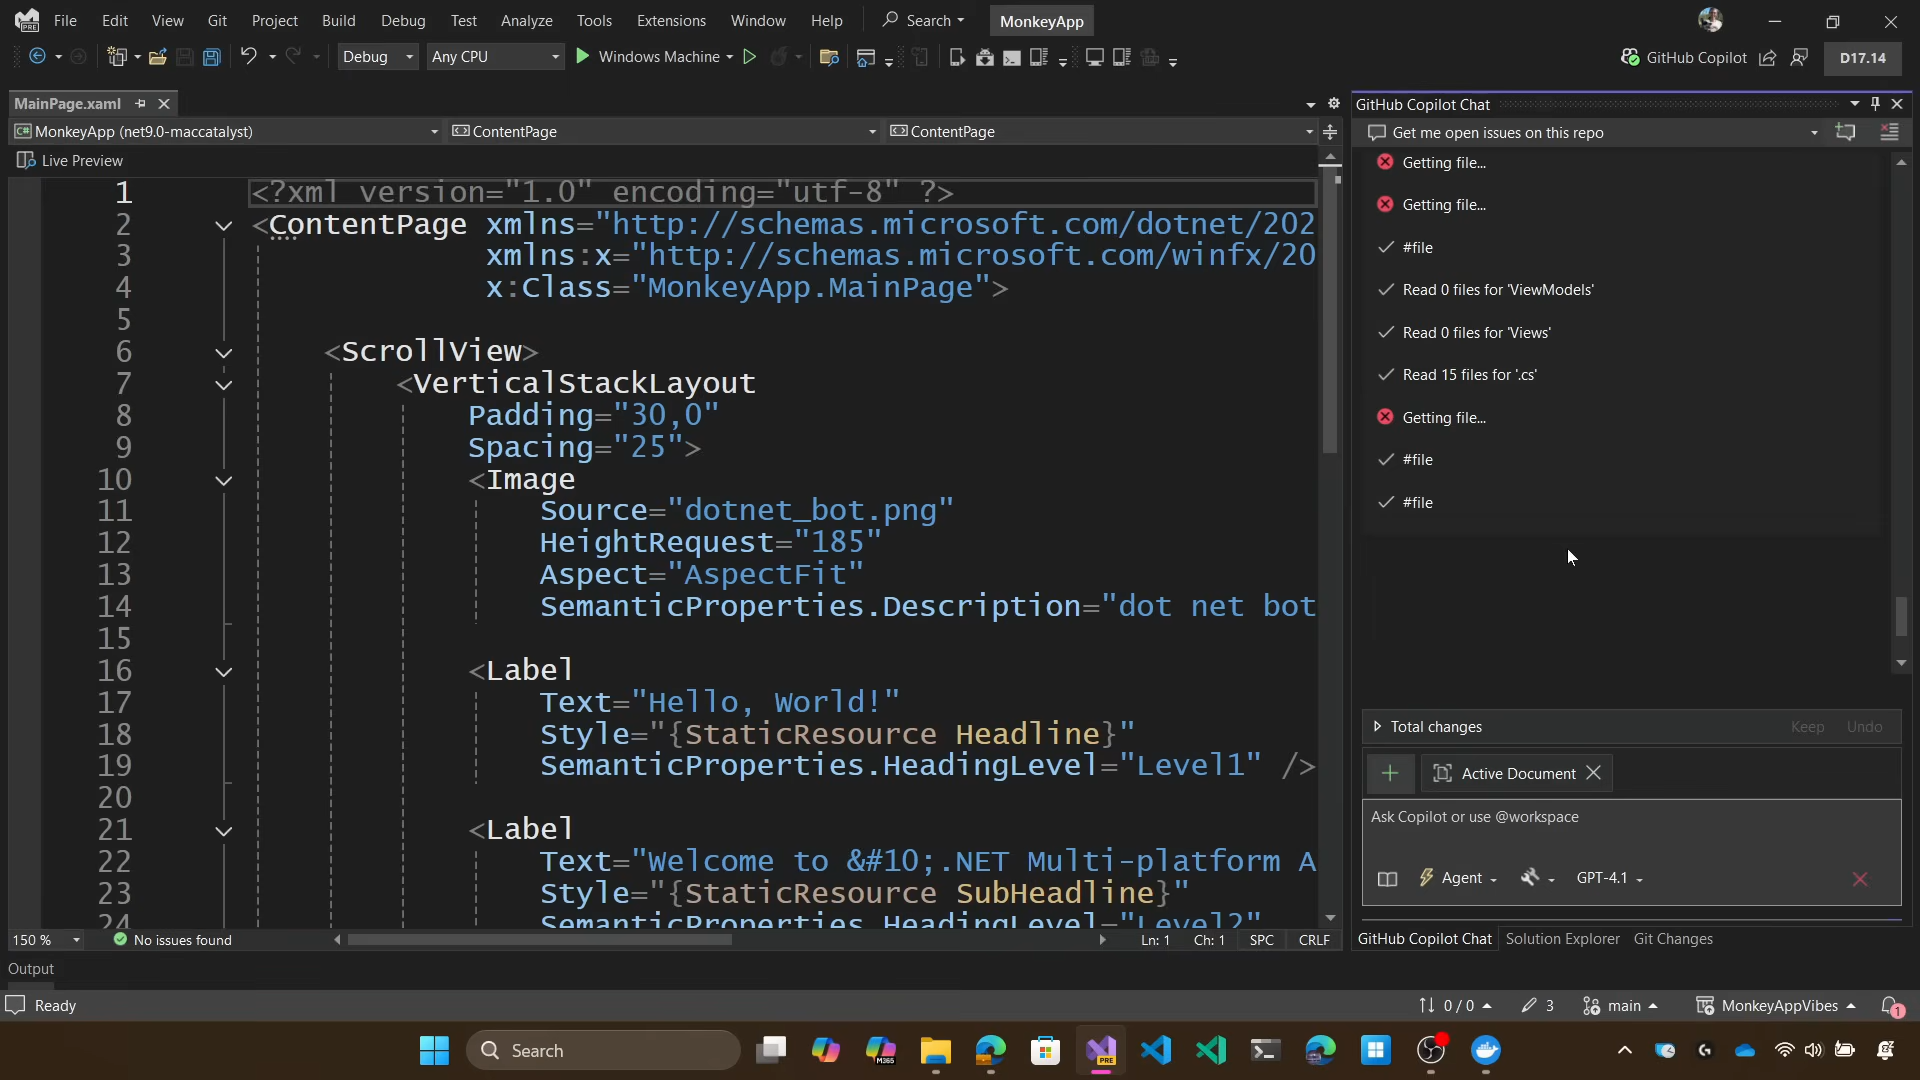 File Edit View Git Project Build Debug Test Analyze Tools Extensions Window Help Search MonkeyApp
Debug Any CPU Windows Machine GitHub Copilot D17.14
MainPage.xaml
MonkeyApp (net9.0-maccatalyst) ContentPage ContentPage
Live Preview
1 <?xml version="1.0" encoding="utf-8" ?>
2 <ContentPage xmlns="http://schemas.microsoft.com/dotnet/202
3 xmlns:x="http://schemas.microsoft.com/winfx/20
4 x:Class="MonkeyApp.MainPage">
5
6 <ScrollView>
7 <VerticalStackLayout
8 Padding="30,0"
9 Spacing="25">
10 <Image
11 Source="dotnet_bot.png"
12 HeightRequest="185"
13 Aspect="AspectFit"
14 SemanticProperties.Description="dot net bot
15
16 <Label
17 Text="Hello, World!"
18 Style="{StaticResource Headline}"
19 SemanticProperties.HeadingLevel="Level1" />
20
21 <Label
22 Text="Welcome to &#10;.NET Multi-platform A
23 Style="{StaticResource SubHeadline}"
24 SemanticProperties.HeadingLevel="Level2"
150 % No issues found Ln: 1 Ch: 1 SPC CRLF
GitHub Copilot Chat
Get me open issues on this repo
Getting file...
Getting file...
#file
Read 0 files for 'ViewModels'
Read 0 files for 'Views'
Read 15 files for '.cs'
Getting file...
#file
#file
Total changes Keep Undo
Active Document
Ask Copilot or use @workspace
Agent GPT-4.1
GitHub Copilot Chat Solution Explorer Git Changes
Output
Ready 0 / 0 3 main MonkeyAppVibes 1
Search